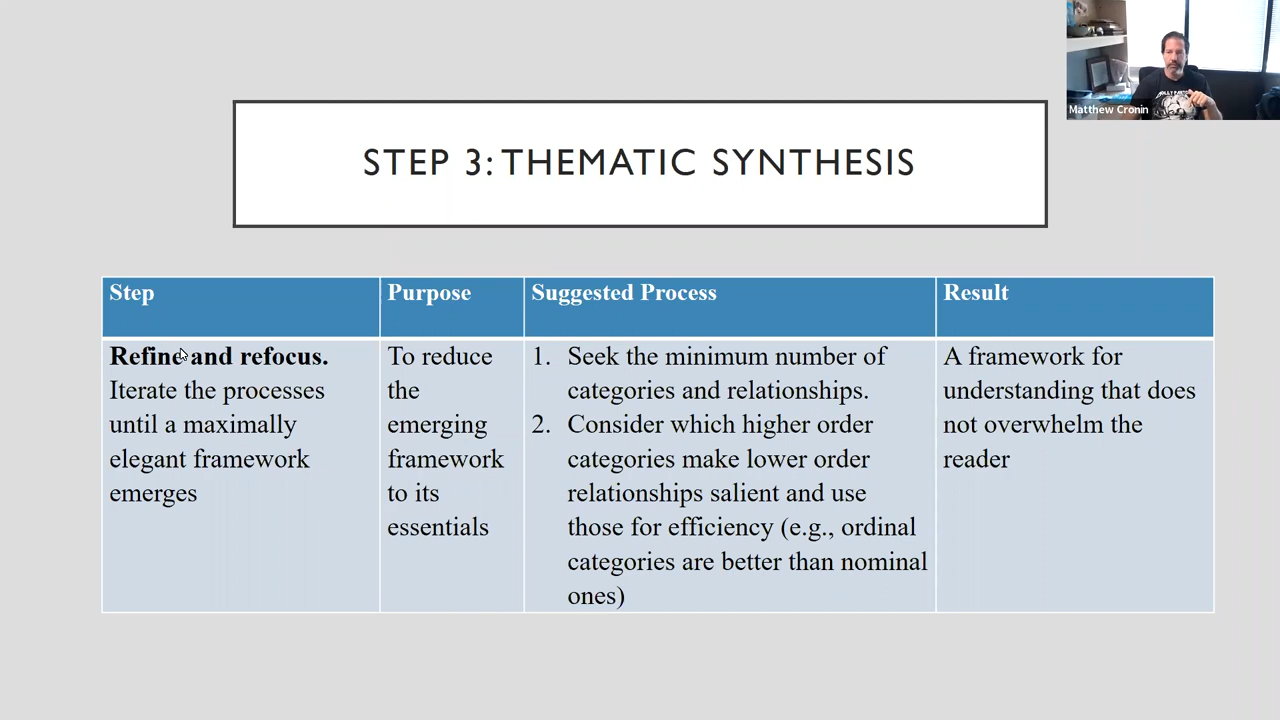 Matthew Cronin
STEP 3: THEMATIC SYNTHESIS
Step
Purpose
Suggested Process
Result
Refine and refocus.
Iterate the processes
until a maximally
elegant framework
emerges
To reduce
the
emerging
framework
to its
essentials
1. Seek the minimum number of
categories and relationships.
2. Consider which higher order
categories make lower order
relationships salient and use
those for efficiency (e.g., ordinal
categories are better than nominal
ones)
A framework for
understanding that does
not overwhelm the
reader